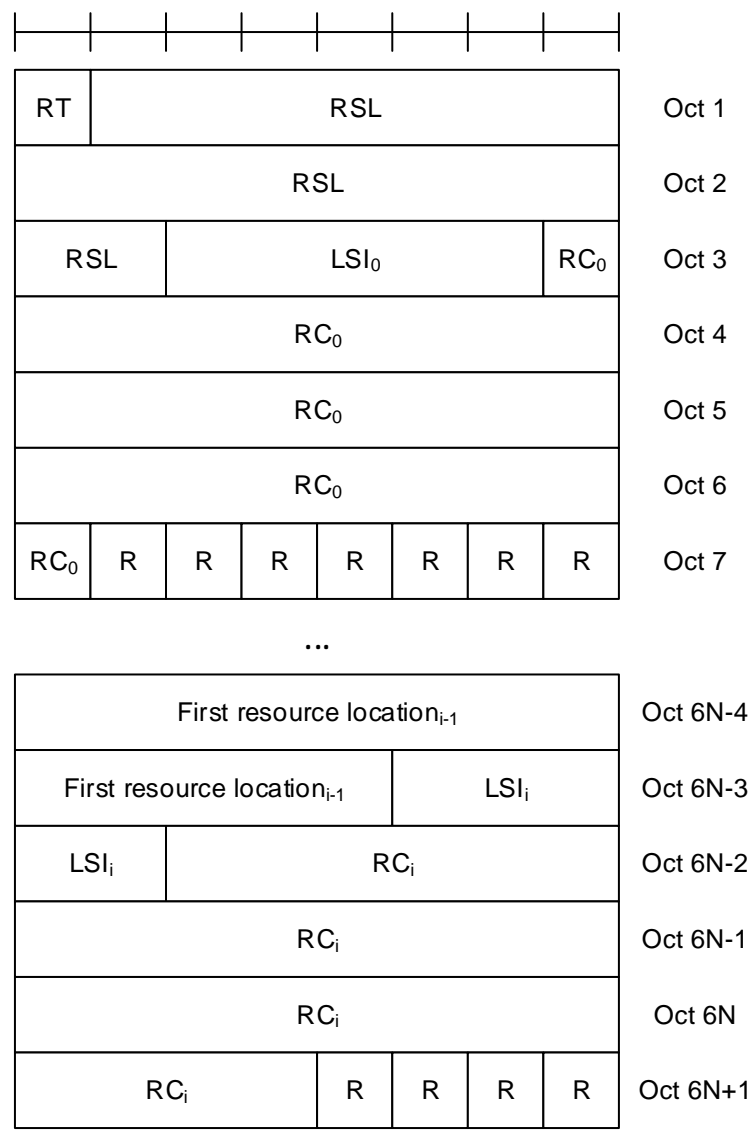 RT RSL Oct 1
RSL Oct 2
RSL LSI₀ RC₀ Oct 3
RC₀ Oct 4
RC₀ Oct 5
RC₀ Oct 6
RC₀ R R R R R R R Oct 7
...
First resource locationᵢ₋₁ Oct 6N-4
First resource locationᵢ₋₁ LSIᵢ Oct 6N-3
LSIᵢ RCᵢ Oct 6N-2
RCᵢ Oct 6N-1
RCᵢ Oct 6N
RCᵢ R R R R Oct 6N+1